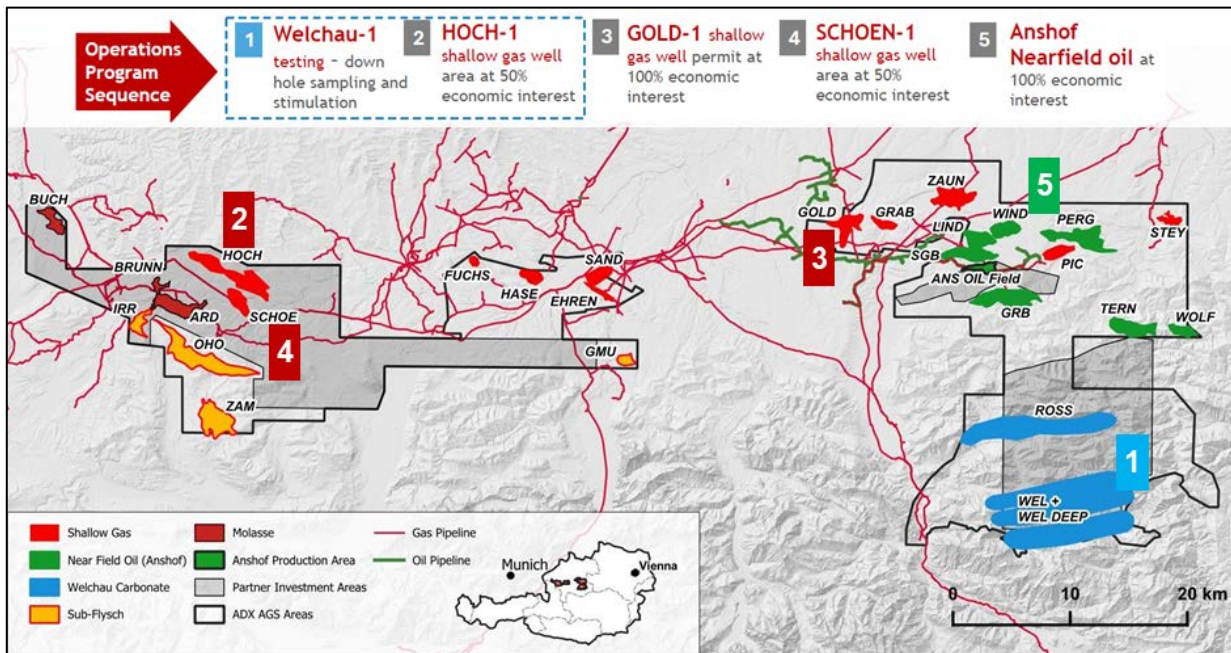 Operations
Program
Sequence
1 Welchau-1
testing – down
hole sampling and
stimulation
2 HOCH-1
shallow gas well
area at 50%
economic interest
3 GOLD-1 shallow
gas well permit at
100% economic
interest
4 SCHOEN-1
shallow gas well
area at 50%
economic interest
5 Anshof
Nearfield oil at
100% economic
interest
BUCH
2
HOCH
BRUNN
IRR
ARD
SCHOE
OHO
4
ZAM
FUCHS
HASE
SAND
EHREN
GMU
ZAUN
5
GOLD
GRAB
LIND
WIND
PERG
STEY
3
SGB
PIC
ANS OIL Field
GRB
TERN
WOLF
ROSS
1
WEL +
WEL DEEP
Shallow Gas
Molasse
Gas Pipeline
Near Field Oil (Anshof)
Anshof Production Area
Oil Pipeline
Welchau Carbonate
Partner Investment Areas
Sub-Flysch
ADX AGS Areas
Munich
Vienna
0 10 20 km